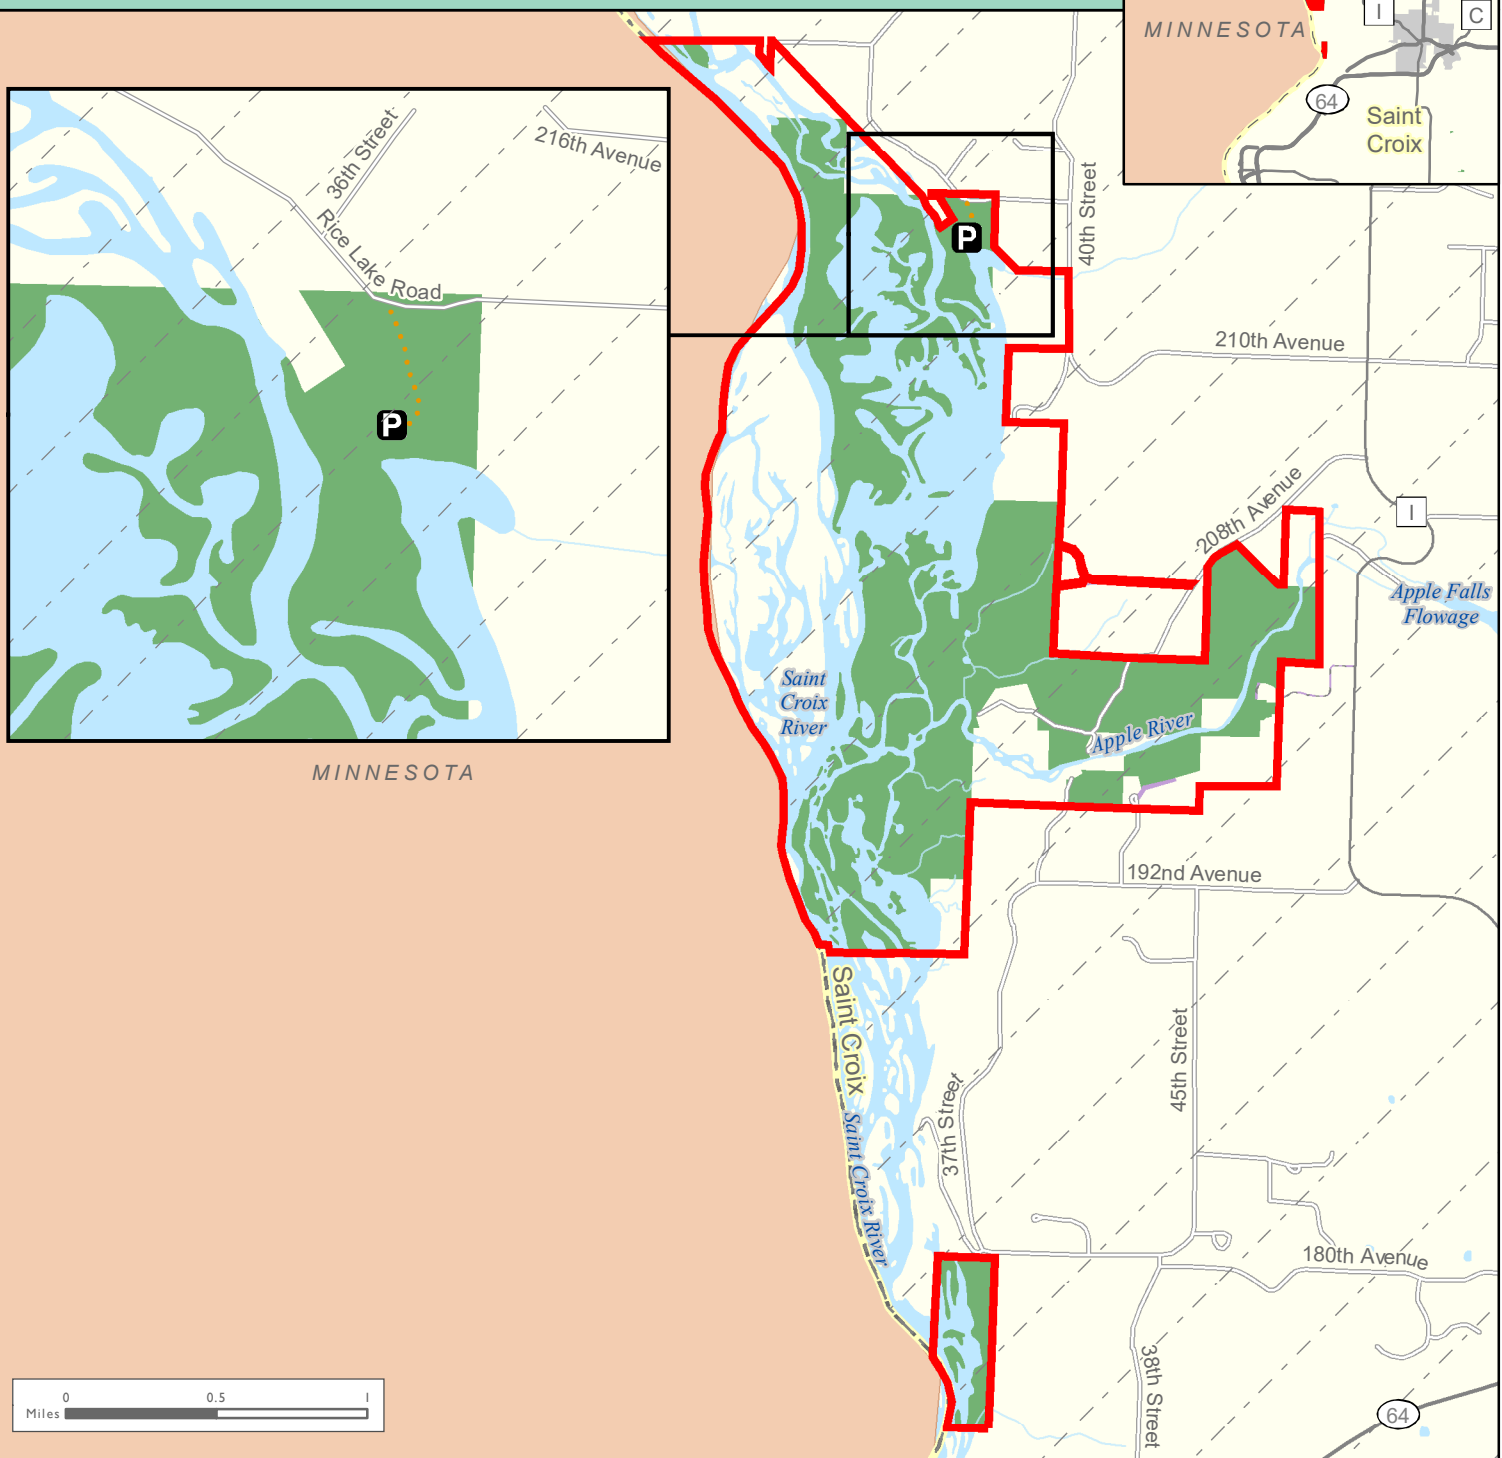 MINNESOTA
I
C
64
Saint
Croix
36th Street
216th Avenue
Rice Lake Road
P
P
40th Street
210th Avenue
208th Avenue
I
Apple Falls
Flowage
Saint
Croix
River
Apple River
MINNESOTA
192nd Avenue
Saint Croix
45th Street
37th Street
Saint Croix River
180th Avenue
38th Street
64
0 0.5 1
Miles